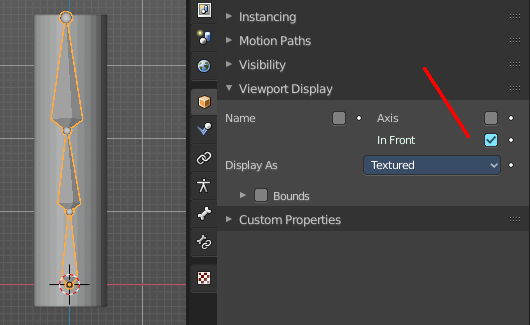 Instancing
Motion Paths
Visibility
Viewport Display
Name
Axis
In Front
Display As
Textured
Bounds
Custom Properties